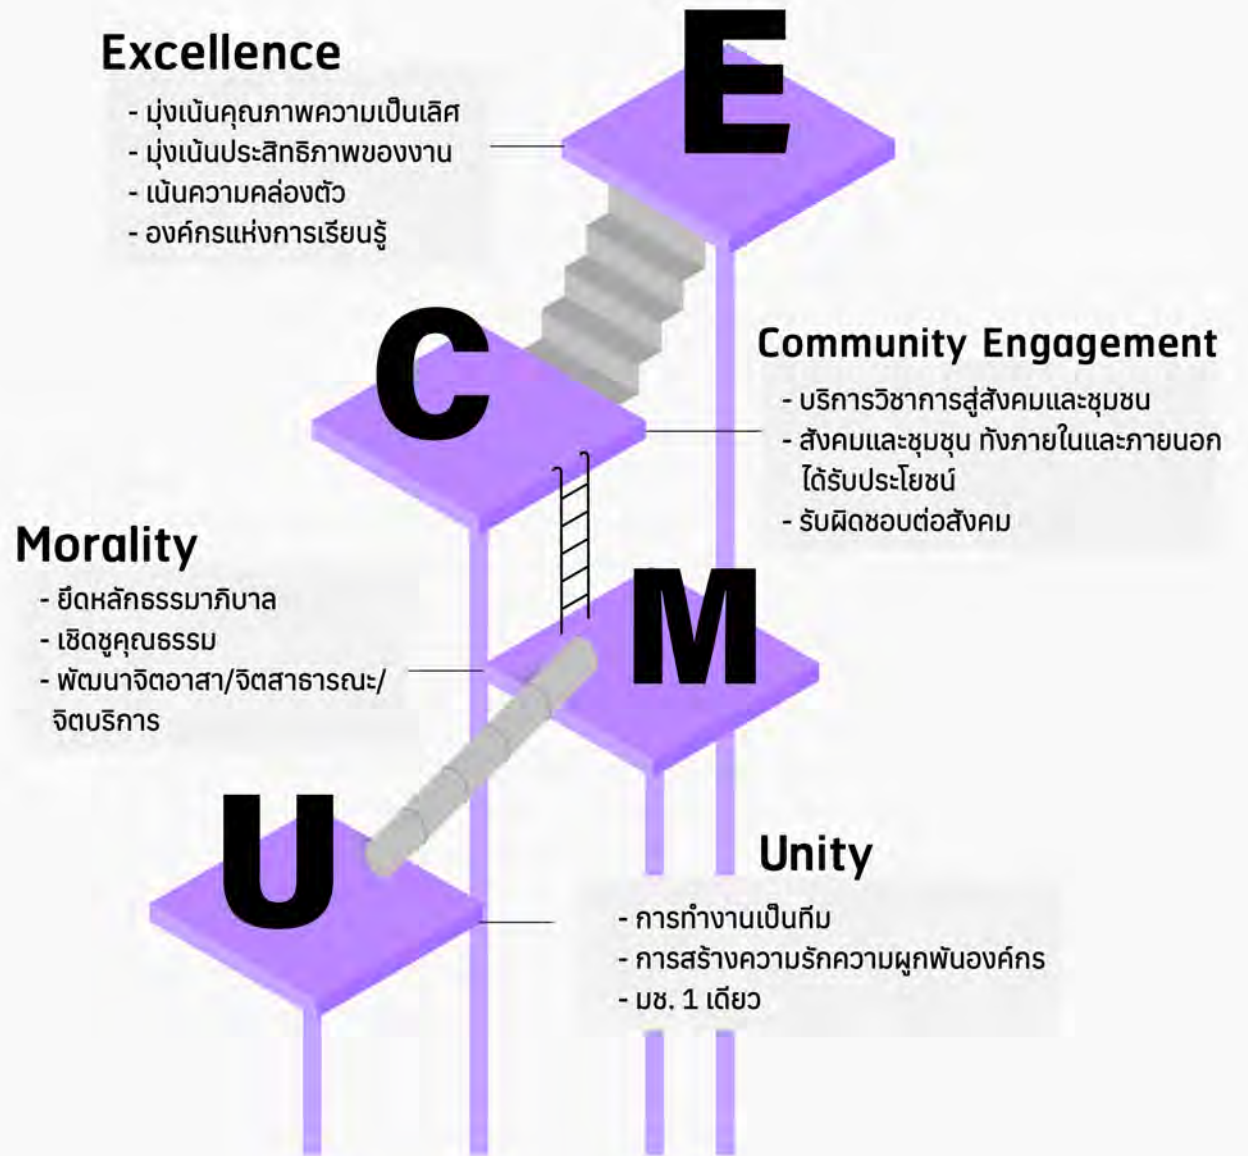 Excellence
- มุ่งเน้นคุณภาพความเป็นเลิศ
- มุ่งเน้นประสิทธิภาพของงาน
- เน้นความคล่องตัว
- องค์กรแห่งการเรียนรู้
E
C
Community Engagement
- บริการวิชาการสู่สังคมและชุมชน
- สังคมและชุมชุน ทังภายในและภายนอก
ได้รับประโยชน์
- รับผิดชอบต่อสังคม
Morality
- ยึดหลักธรรมาภิบาล
- เชิดชูคุณธรรม
- พัฒนาจิตอาสา/จิตสาธารณะ/
จิตบริการ
M
U
Unity
- การทำงานเป็นทีม
- การสร้างความรักความผูกพันองค์กร
- มช. 1 เดียว